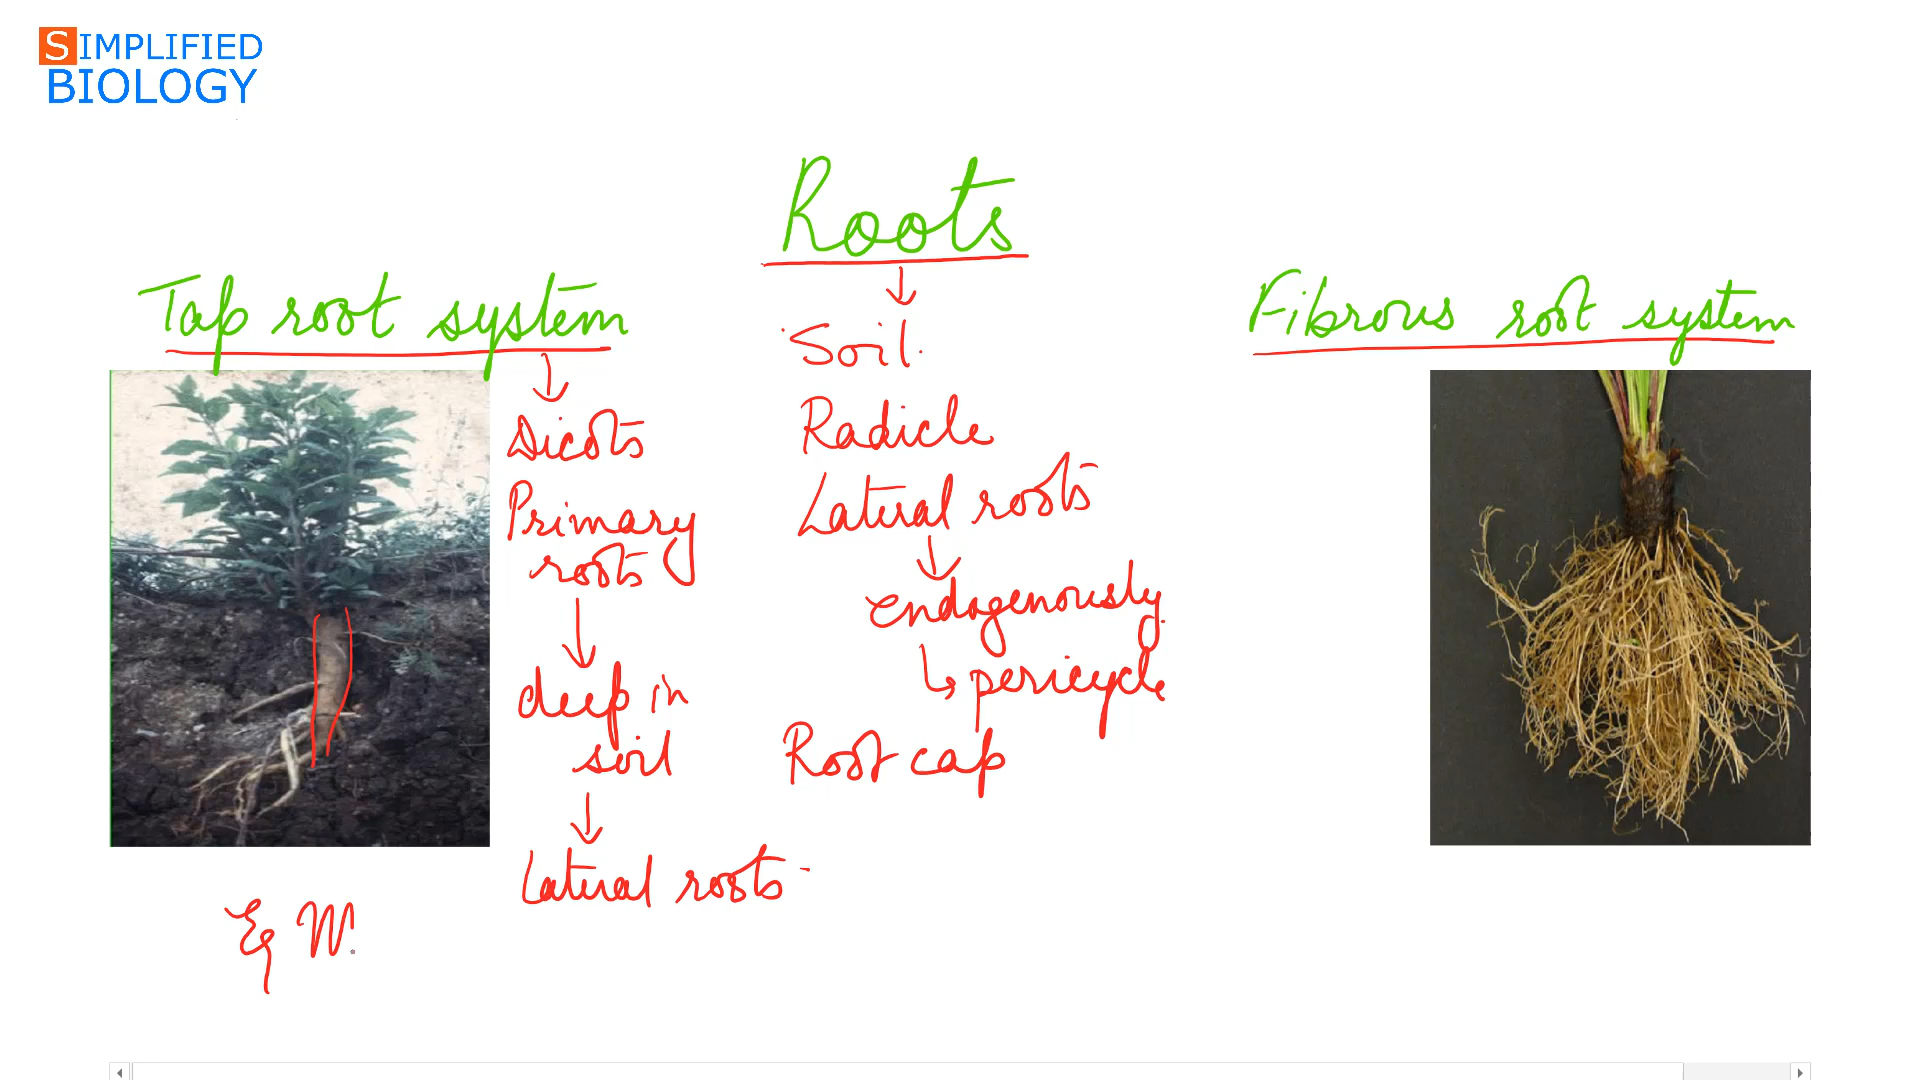 SIMPLIFIED
BIOLOGY
Roots
Tap root system
Fibrous root system
Soil.
Radicle
Lateral roots
endogenously
pericycle
Root cap
Dicots
Primary
roots
deep in
soil
Lateral roots
Eg M